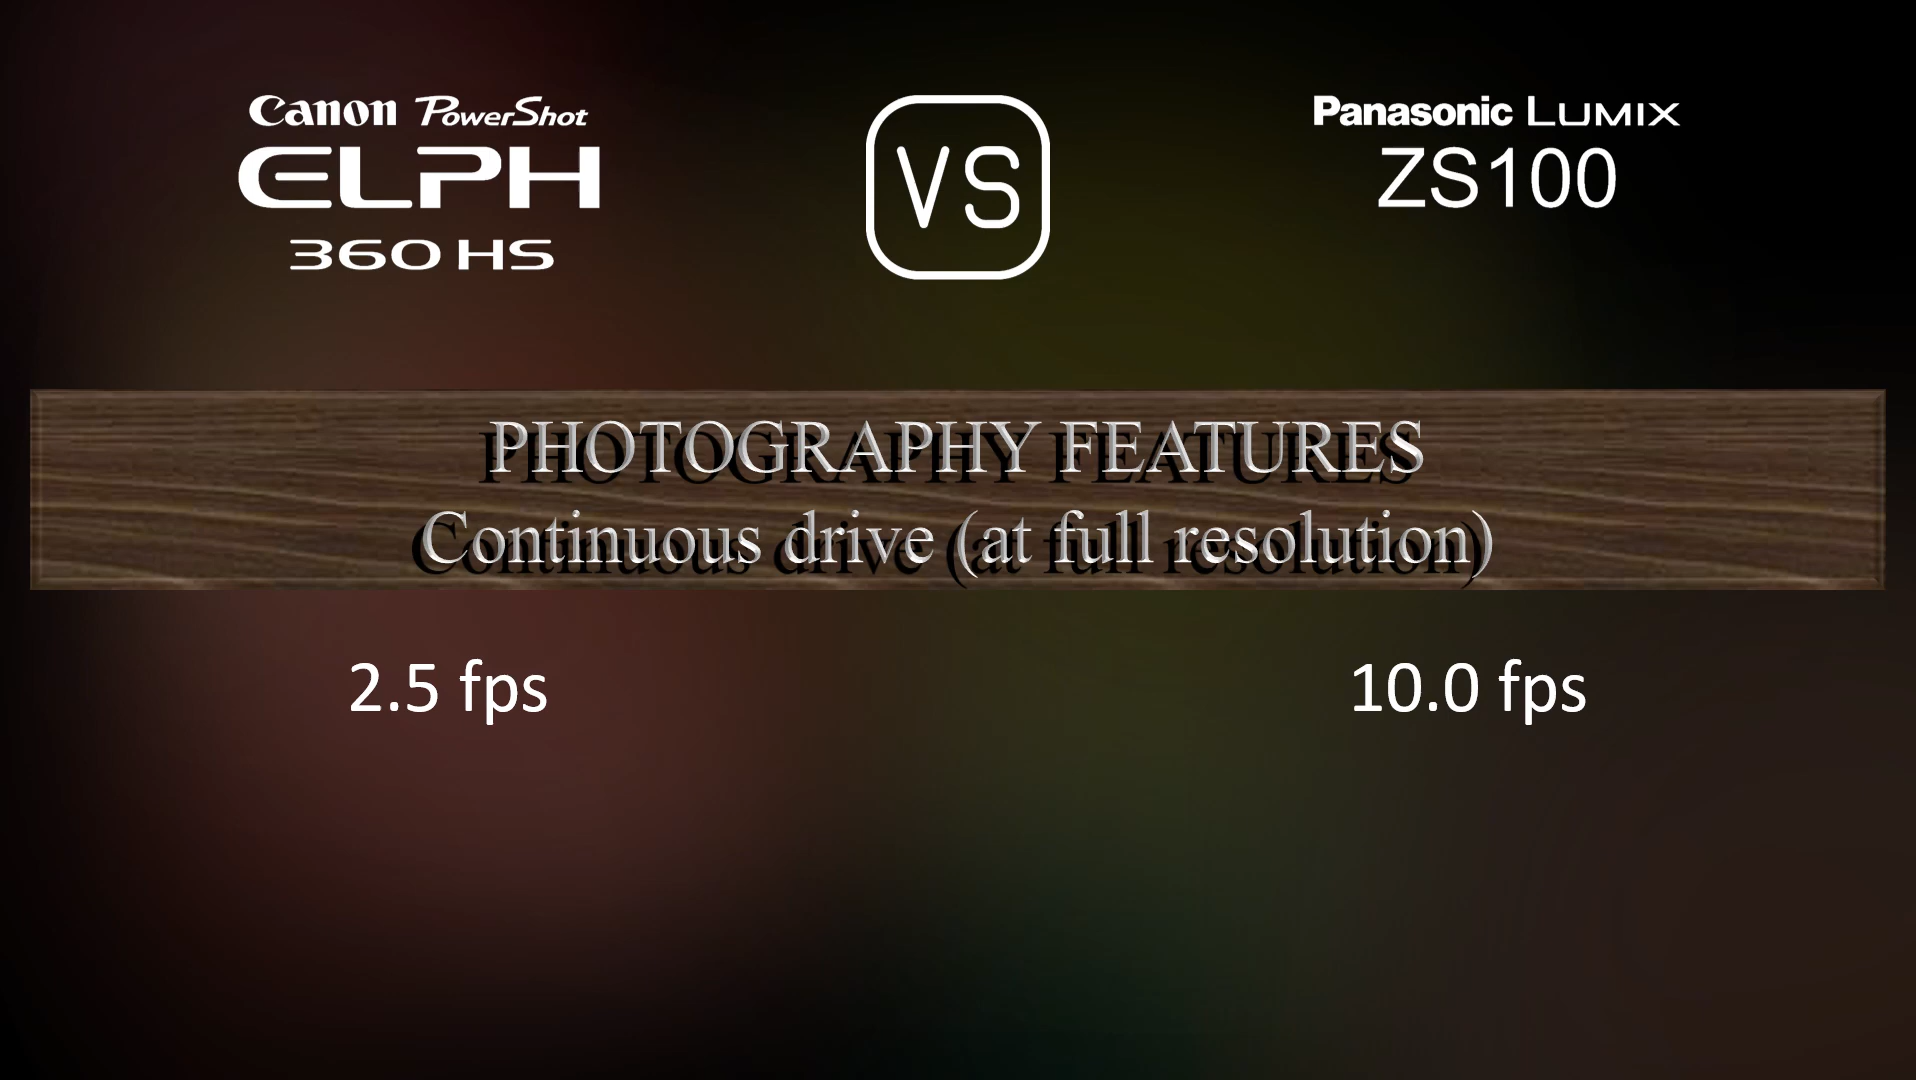 Canon PowerShot
ELPH
360 HS
VS
Panasonic LUMIX
ZS100
PHOTOGRAPHY FEATURES
Continuous drive (at full resolution)
2.5 fps
10.0 fps